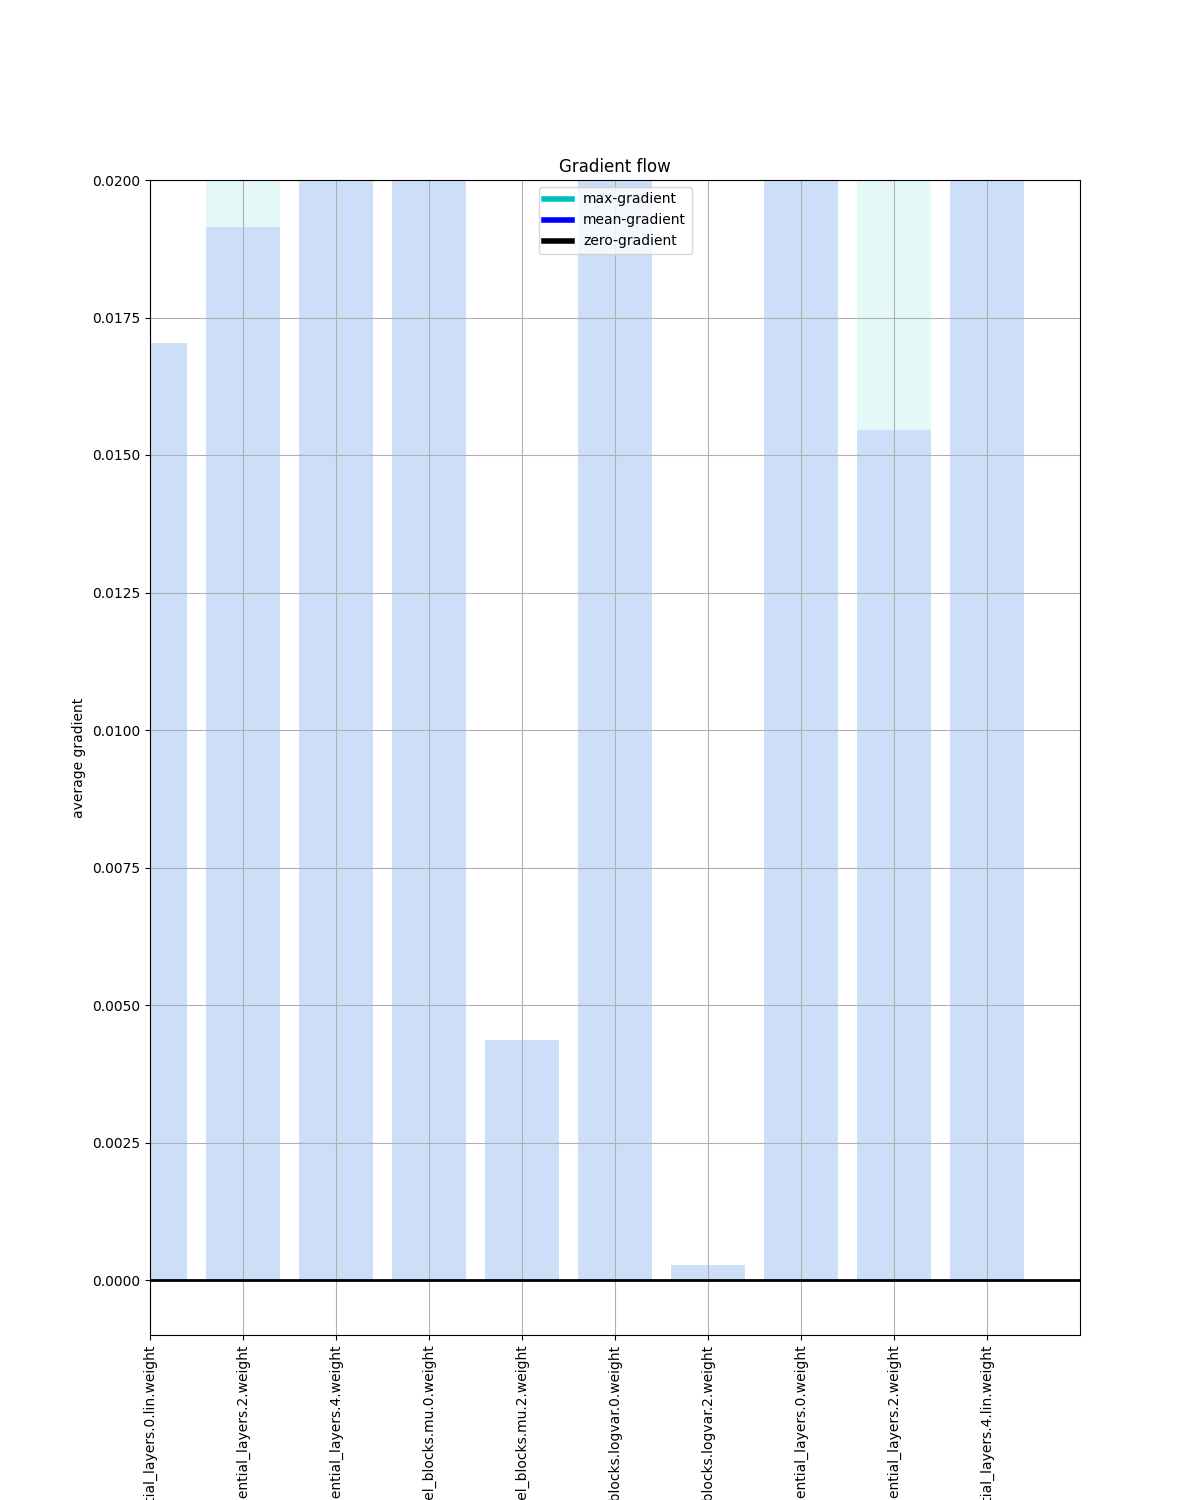 Gradient flow
max-gradient
mean-gradient
zero-gradient
0.0200
0.0175
0.0150
0.0125
0.0100
0.0075
0.0050
0.0025
0.0000
average gradient
tial_layers.0.lin.weight
ential_layers.2.weight
ential_layers.4.weight
el_blocks.mu.0.weight
el_blocks.mu.2.weight
blocks.logvar.0.weight
blocks.logvar.2.weight
ential_layers.0.weight
ential_layers.2.weight
tial_layers.4.lin.weight